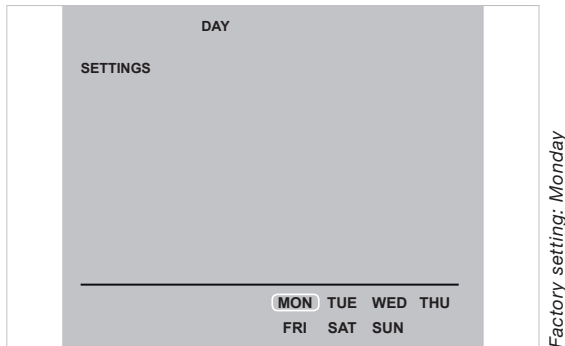 DAY
SETTINGS
MON TUE WED THU
FRI SAT SUN
Factory setting: Monday